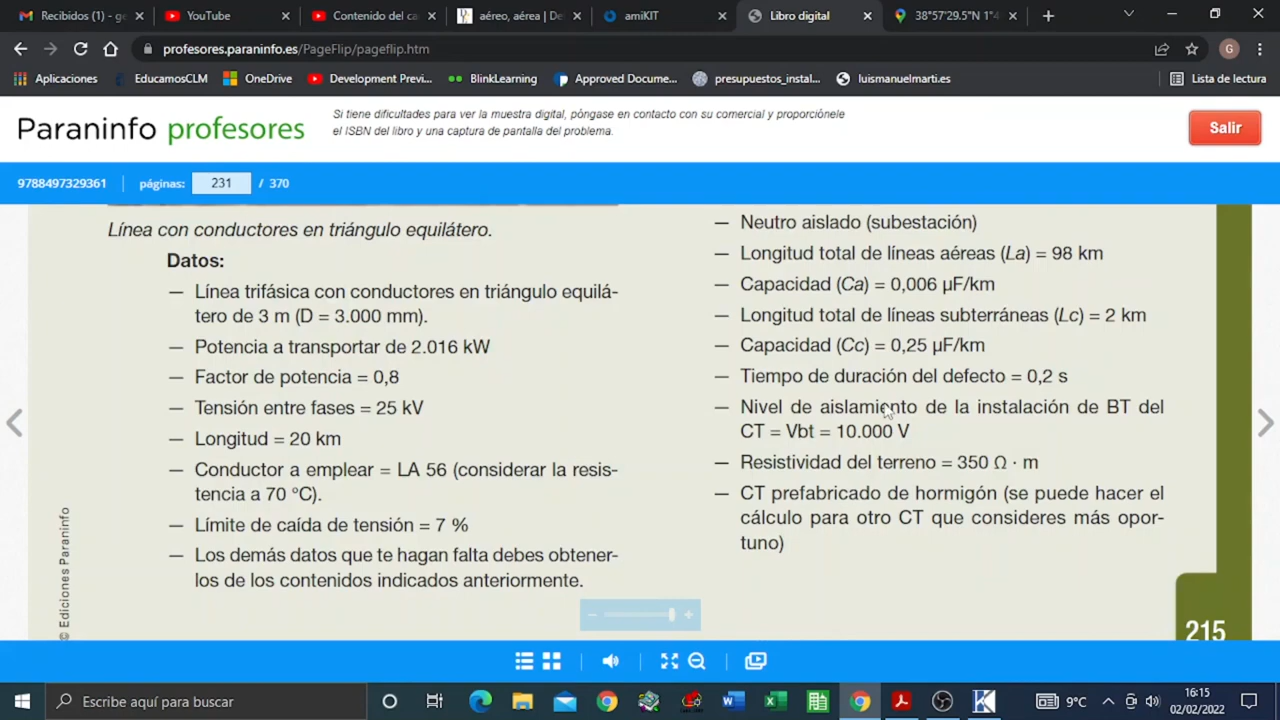 Recibidos (1) - ge
YouTube
Contenido del ca
aéreo, aérea | De
amiKIT
Libro digital
38°57'29.5"N 1°4
profesores.paraninfo.es/PageFlip/pageflip.htm
G
Aplicaciones
EducamosCLM
OneDrive
Development Previ...
BlinkLearning
Approved Docume...
presupuestos_instal...
luismanuelmarti.es
Lista de lectura
Paraninfo profesores
Si tiene dificultades para ver la muestra digital, póngase en contacto con su comercial y proporciónele
el ISBN del libro y una captura de pantalla del problema.
Salir
9788497329361
páginas: 231 / 370
Línea con conductores en triángulo equilátero.
Datos:
— Línea trifásica con conductores en triángulo equilá-
tero de 3 m (D = 3.000 mm).
— Potencia a transportar de 2.016 kW
— Factor de potencia = 0,8
— Tensión entre fases = 25 kV
— Longitud = 20 km
— Conductor a emplear = LA 56 (considerar la resis-
tencia a 70 °C).
— Límite de caída de tensión = 7 %
— Los demás datos que te hagan falta debes obtener-
los de los contenidos indicados anteriormente.
© Ediciones Paraninfo
— Neutro aislado (subestación)
— Longitud total de líneas aéreas (La) = 98 km
— Capacidad (Ca) = 0,006 µF/km
— Longitud total de líneas subterráneas (Lc) = 2 km
— Capacidad (Cc) = 0,25 µF/km
— Tiempo de duración del defecto = 0,2 s
— Nivel de aislamiento de la instalación de BT del
CT = Vbt = 10.000 V
— Resistividad del terreno = 350 Ω · m
— CT prefabricado de hormigón (se puede hacer el
cálculo para otro CT que consideres más opor-
tuno)
215
Escribe aquí para buscar
9°C
16:15
02/02/2022